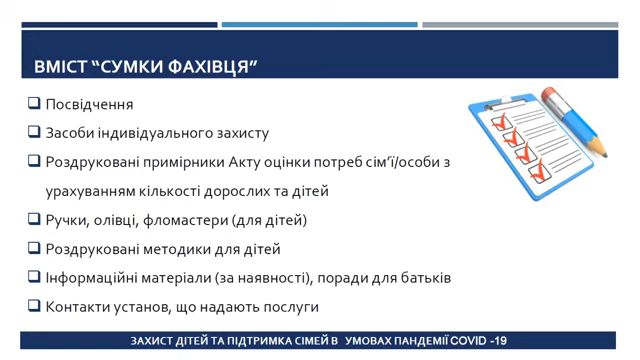 ВМІСТ “СУМКИ ФАХІВЦЯ”
Посвідчення
Засоби індивідуального захисту
Роздруковані примірники Акту оцінки потреб сім’ї/особи з
урахуванням кількості дорослих та дітей
Ручки, олівці, фломастери (для дітей)
Роздруковані методики для дітей
Інформаційні матеріали (за наявності), поради для батьків
Контакти установ, що надають послуги
ЗАХИСТ ДІТЕЙ ТА ПІДТРИМКА СІМЕЙ В УМОВАХ ПАНДЕМІЇ COVID -19